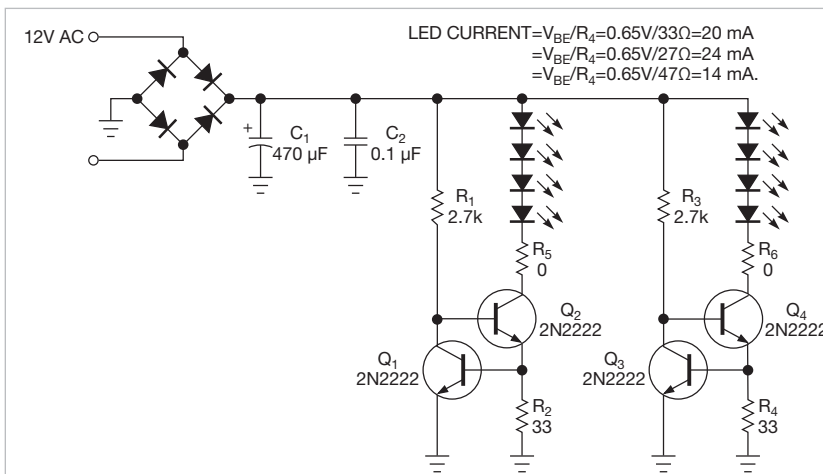 12V AC
LED CURRENT=VBE/R4=0.65V/33Ω=20 mA
=VBE/R4=0.65V/27Ω=24 mA
=VBE/R4=0.65V/47Ω=14 mA.
+
C1
470 µF
C2
0.1 µF
R1
2.7k
R3
2.7k
R5
0
R6
0
Q2
2N2222
Q4
2N2222
Q1
2N2222
Q3
2N2222
R2
33
R4
33